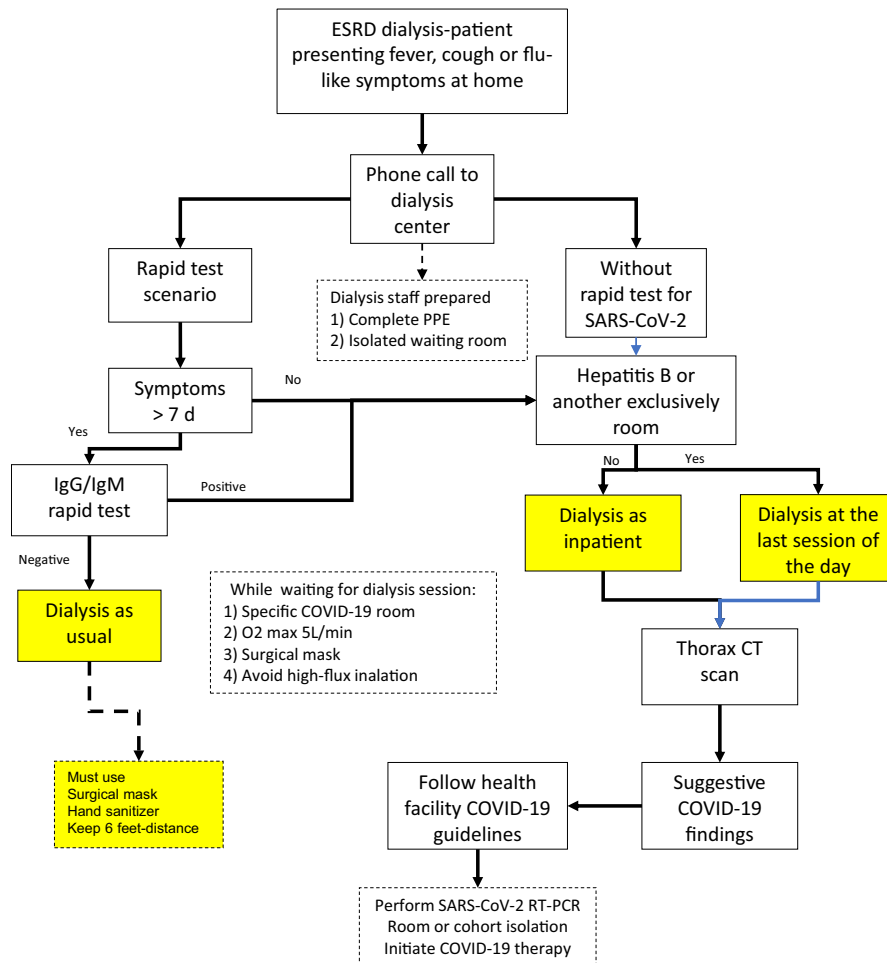 ESRD dialysis-patient
presenting fever, cough or flu-
like symptoms at home
Phone call to
dialysis
center
Rapid test
scenario
Dialysis staff prepared
1) Complete PPE
2) Isolated waiting room
Without
rapid test for
SARS-CoV-2
Symptoms
> 7 d
No
Hepatitis B or
another exclusively
room
Yes
IgG/IgM
rapid test
Positive
No
Yes
Dialysis as
inpatient
Dialysis at the
last session of
the day
Negative
Dialysis as
usual
While waiting for dialysis session:
1) Specific COVID-19 room
2) O2 max 5L/min
3) Surgical mask
4) Avoid high-flux inalation
Thorax CT
scan
Must use
Surgical mask
Hand sanitizer
Keep 6 feet-distance
Follow health
facility COVID-19
guidelines
Suggestive
COVID-19
findings
Perform SARS-CoV-2 RT-PCR
Room or cohort isolation
Initiate COVID-19 therapy